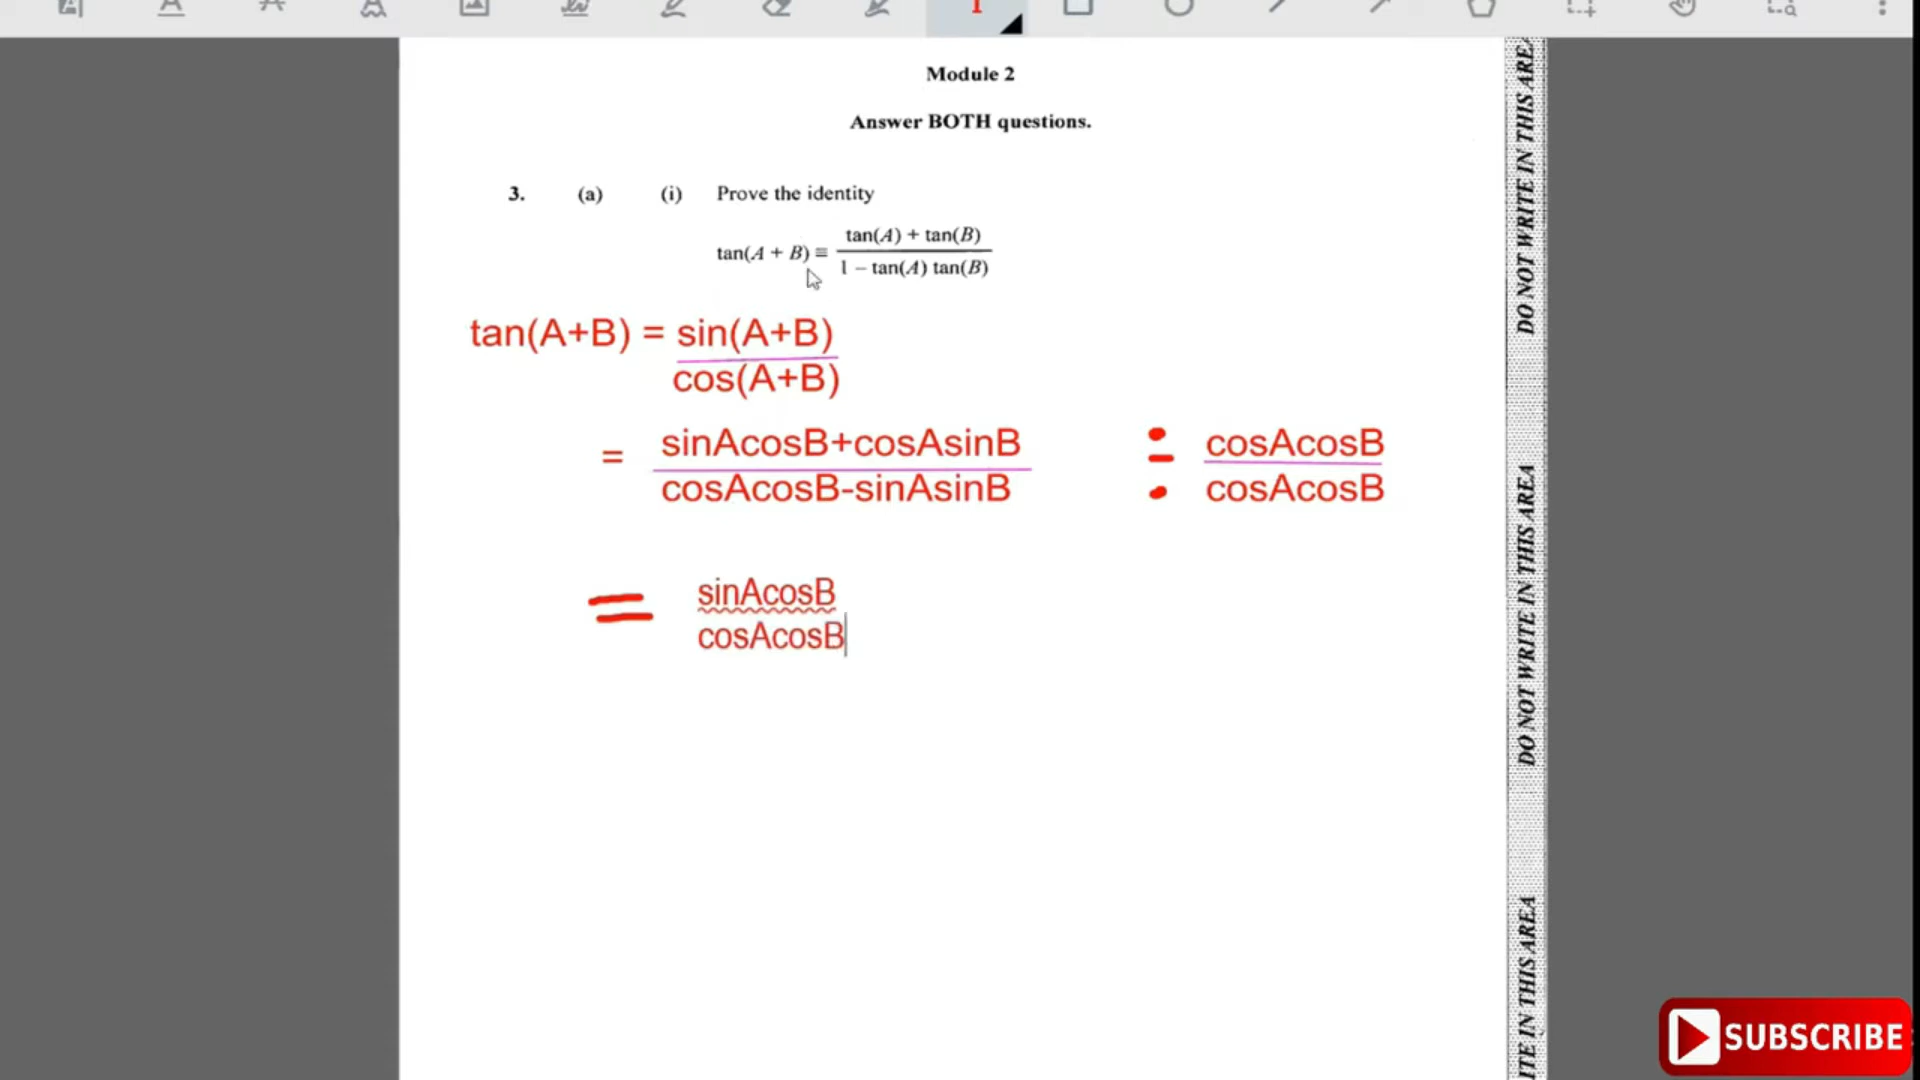 Module 2
Answer BOTH questions.
3. (a) (i) Prove the identity
tan(A + B) ≡ tan(A) + tan(B)
1 − tan(A) tan(B)
tan(A+B) = sin(A+B)
cos(A+B)
= sinAcosB+cosAsinB ÷ cosAcosB
cosAcosB-sinAsinB cosAcosB
= sinAcosB
cosAcosB
DO NOT WRITE IN THIS AREA
DO NOT WRITE IN THIS AREA
ITE IN THIS AREA
SUBSCRIBE